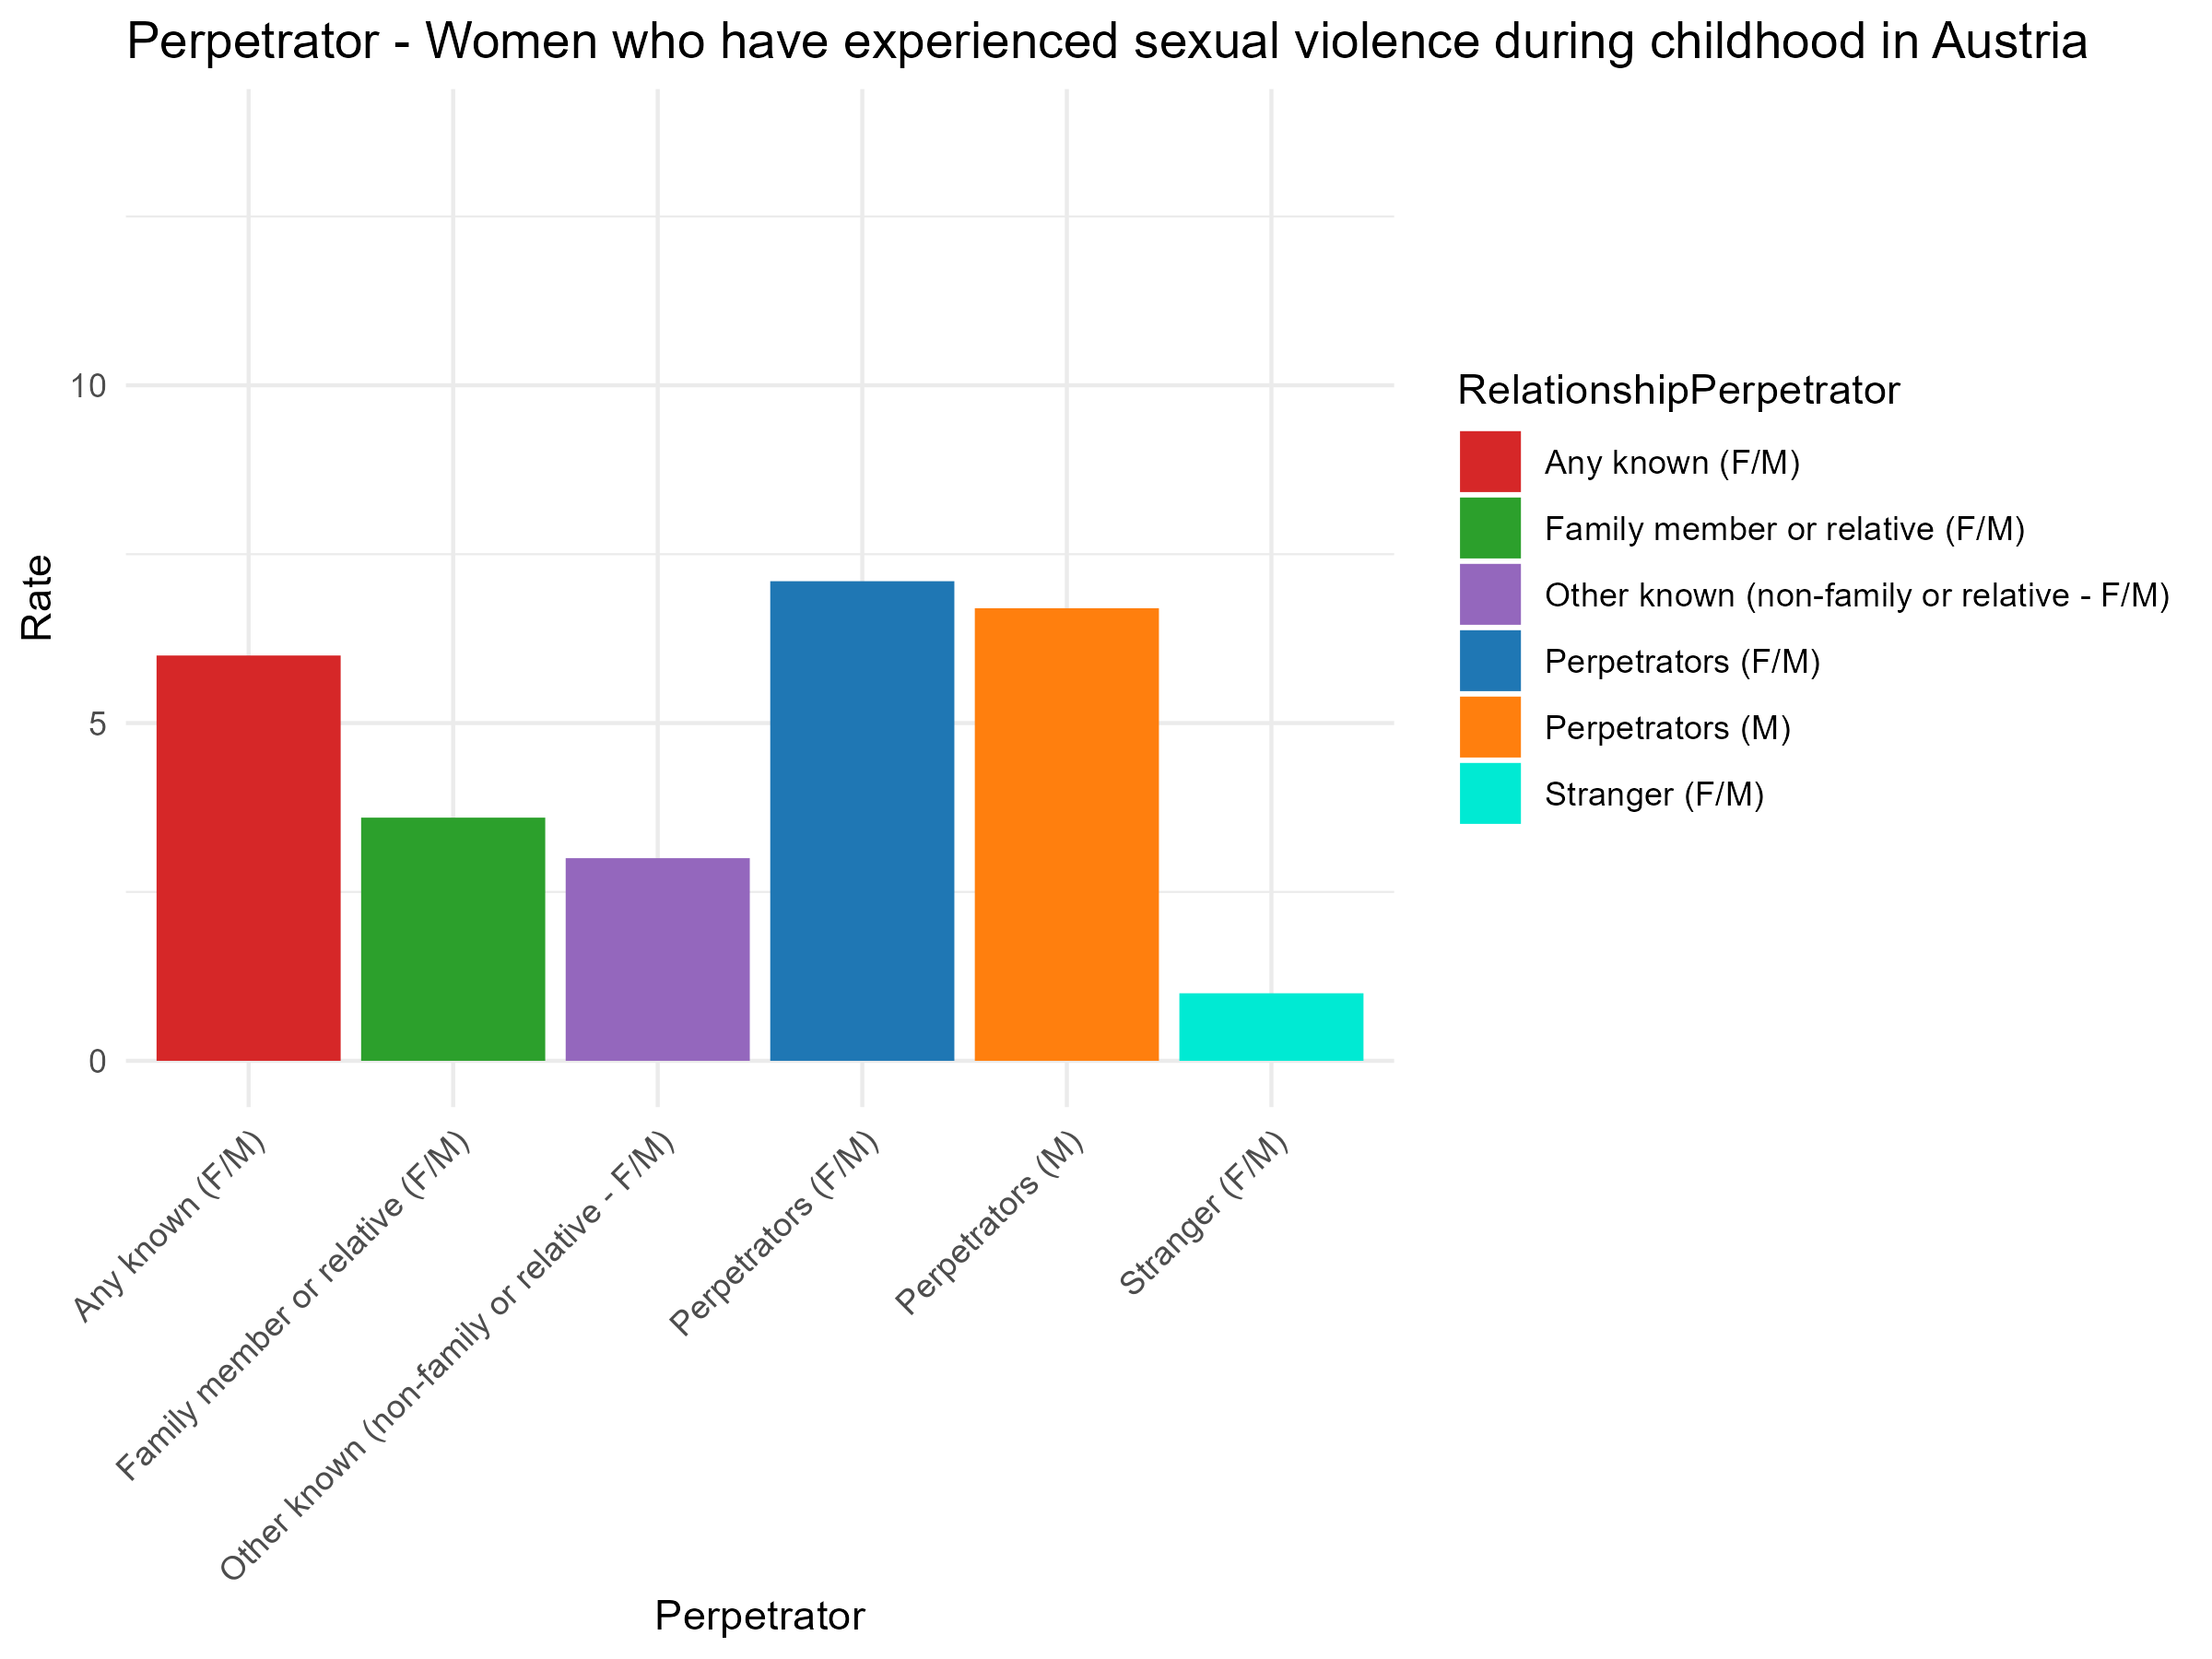 Perpetrator - Women who have experienced sexual violence during childhood in Austria
Rate
10
5
0
Any known (F/M)
Family member or relative (F/M)
Other known (non-family or relative - F/M)
Perpetrators (F/M)
Perpetrators (M)
Stranger (F/M)
Perpetrator
RelationshipPerpetrator
Any known (F/M)
Family member or relative (F/M)
Other known (non-family or relative - F/M)
Perpetrators (F/M)
Perpetrators (M)
Stranger (F/M)